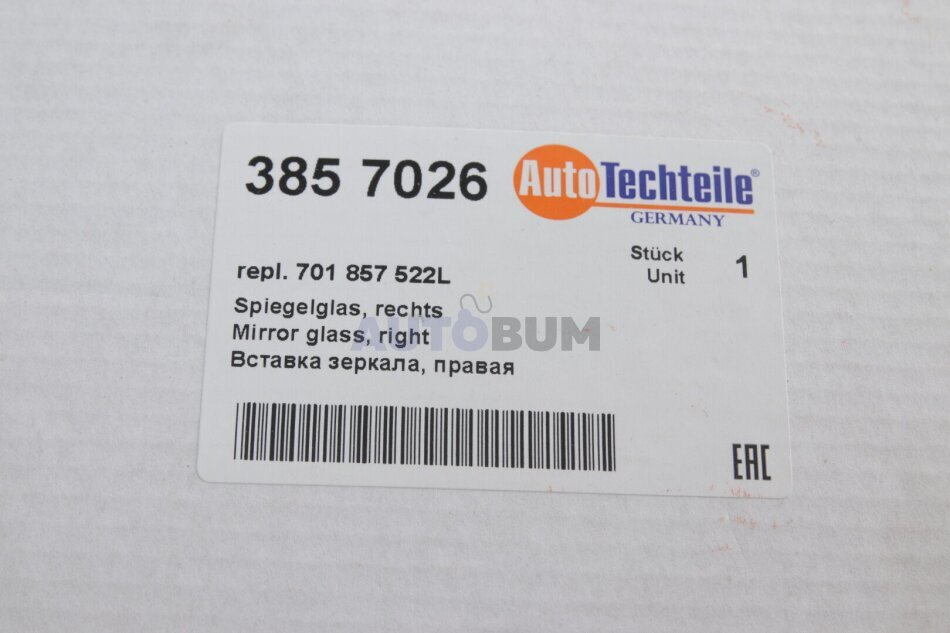 385 7026
AutoTechteile®
GERMANY
Stück
Unit
1
repl. 701 857 522L
Spiegelglas, rechts
Mirror glass, right
Вставка зеркала, правая
AUTOBUM
EAC